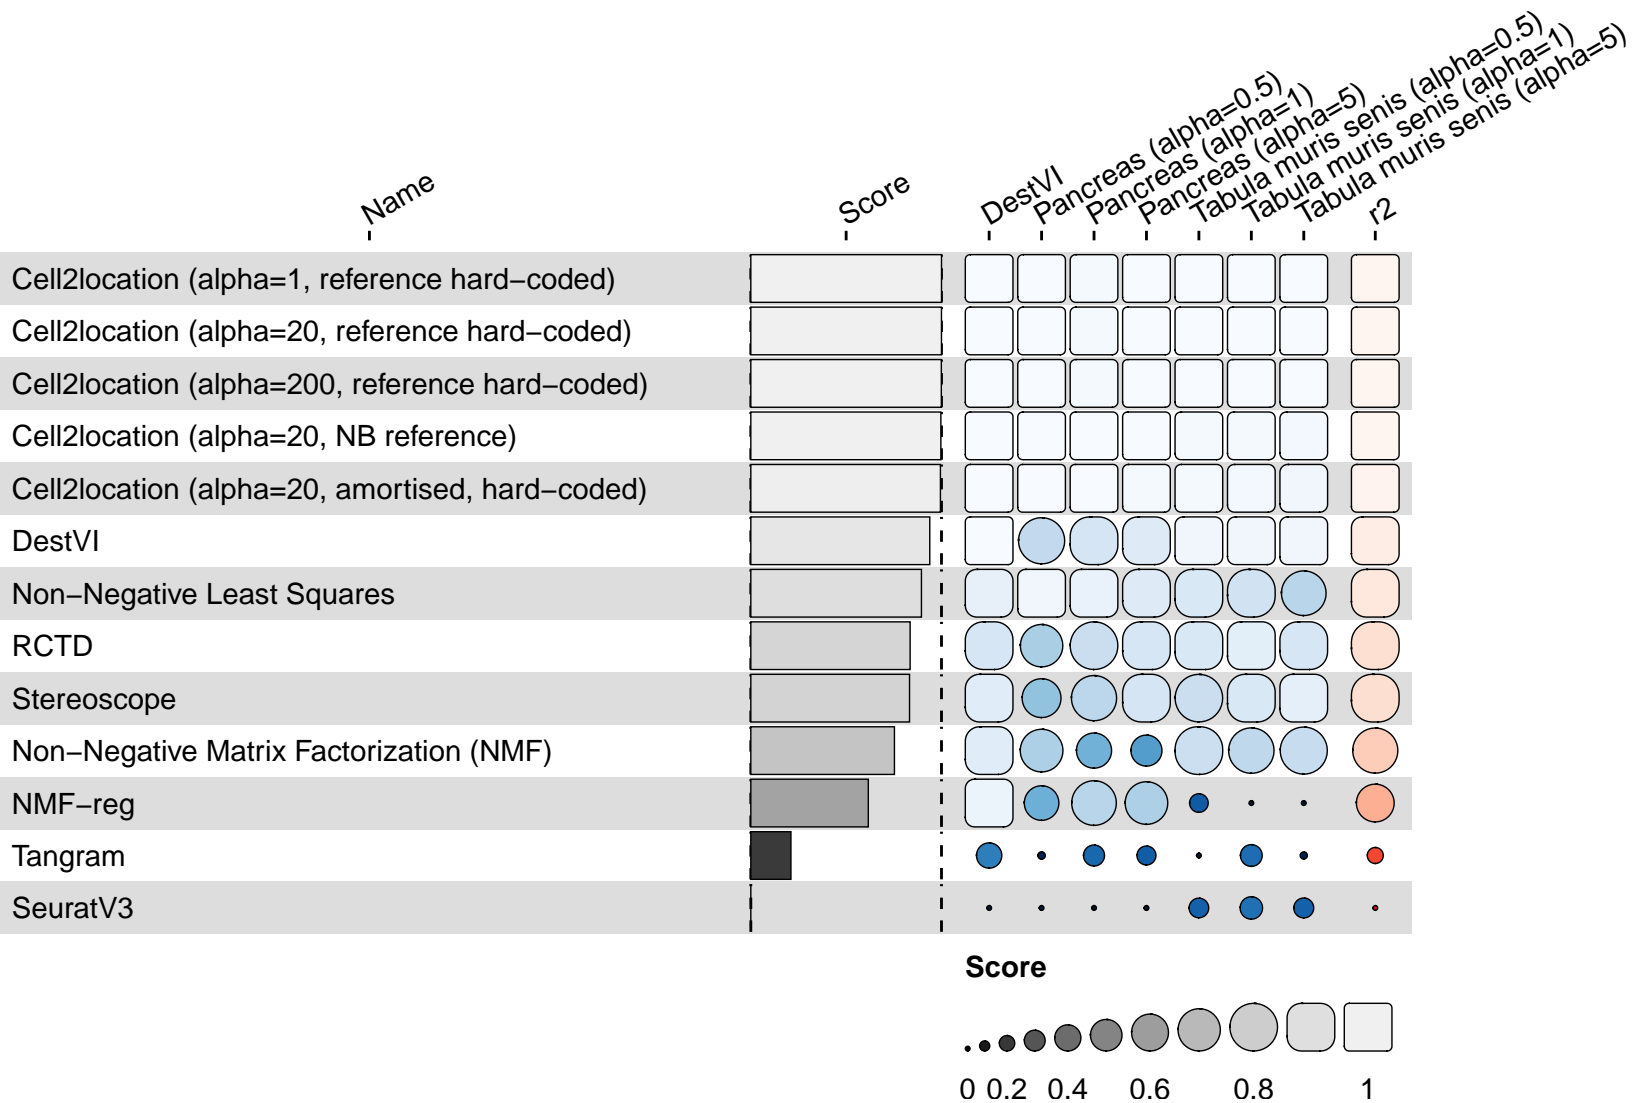 Name
Score
DestVI
Pancreas (alpha=0.5)
Pancreas (alpha=1)
Pancreas (alpha=5)
Tabula muris senis (alpha=0.5)
Tabula muris senis (alpha=1)
Tabula muris senis (alpha=5)
r2
Cell2location (alpha=1, reference hard−coded)
Cell2location (alpha=20, reference hard−coded)
Cell2location (alpha=200, reference hard−coded)
Cell2location (alpha=20, NB reference)
Cell2location (alpha=20, amortised, hard−coded)
DestVI
Non−Negative Least Squares
RCTD
Stereoscope
Non−Negative Matrix Factorization (NMF)
NMF−reg
Tangram
SeuratV3
Score
0 0.2 0.4 0.6 0.8 1